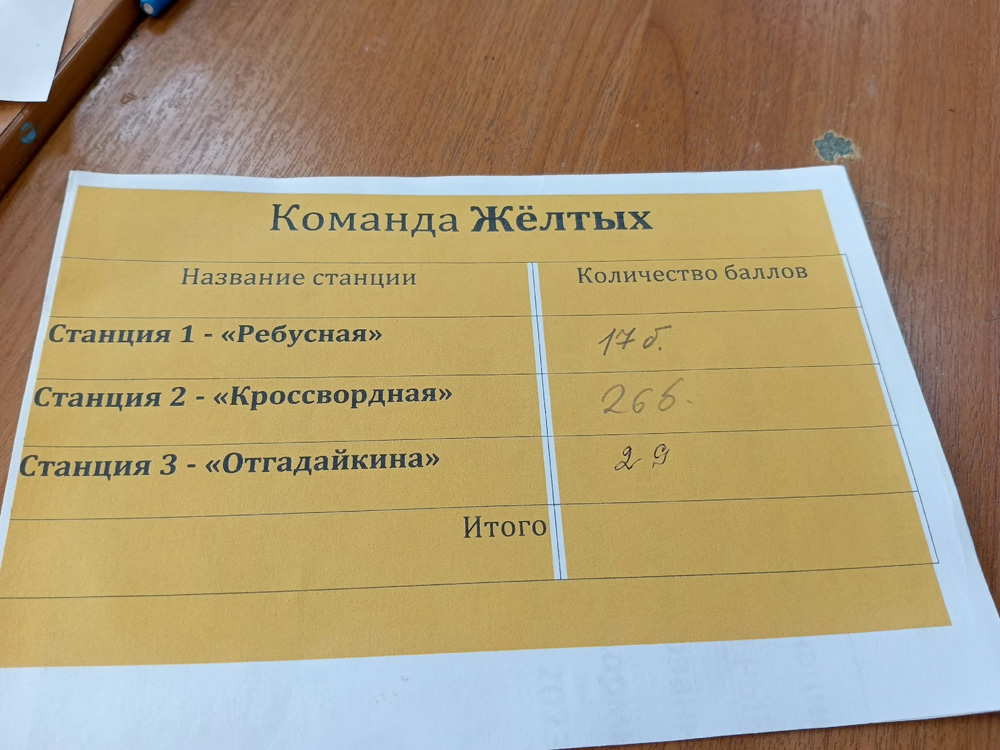 Команда Жёлтых
Название станции Количество баллов
Станция 1 - «Ребусная» 17 б.
Станция 2 - «Кроссвордная» 26 б.
Станция 3 - «Отгадайкина» 29
Итого